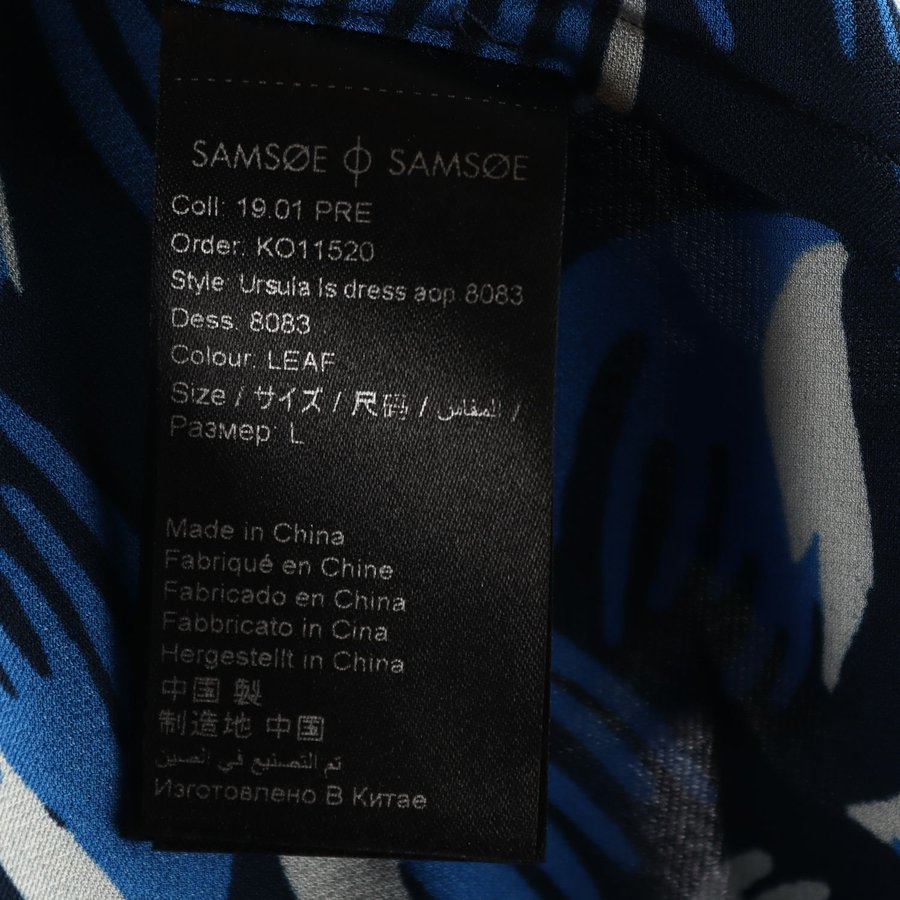 SAMSØE ϕ SAMSØE
Coll: 19.01 PRE
Order: KO11520
Style: Ursula ls dress aop 8083
Dess: 8083
Colour: LEAF
Size / サイズ / 尺码 / المقاس /
Размер: L
Made in China
Fabriqué en Chine
Fabricado en China
Fabbricato in Cina
Hergestellt in China
中国 製
制造地 中国
تم التصنيع في الصين
Изготовлено В Китае